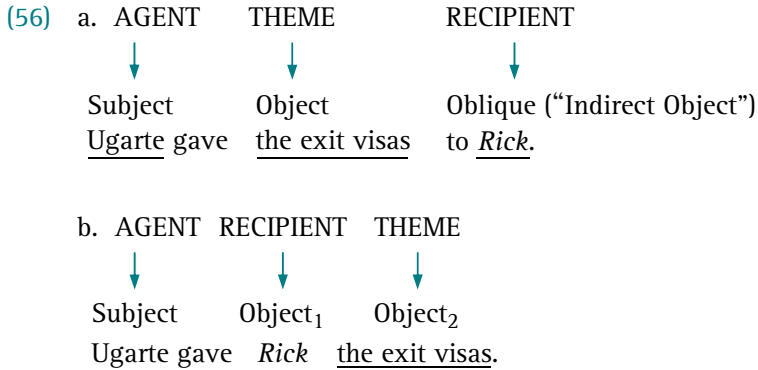 (56) a. AGENT THEME RECIPIENT
Subject Object Oblique (“Indirect Object”)
Ugarte gave the exit visas to Rick.
b. AGENT RECIPIENT THEME
Subject Object₁ Object₂
Ugarte gave Rick the exit visas.